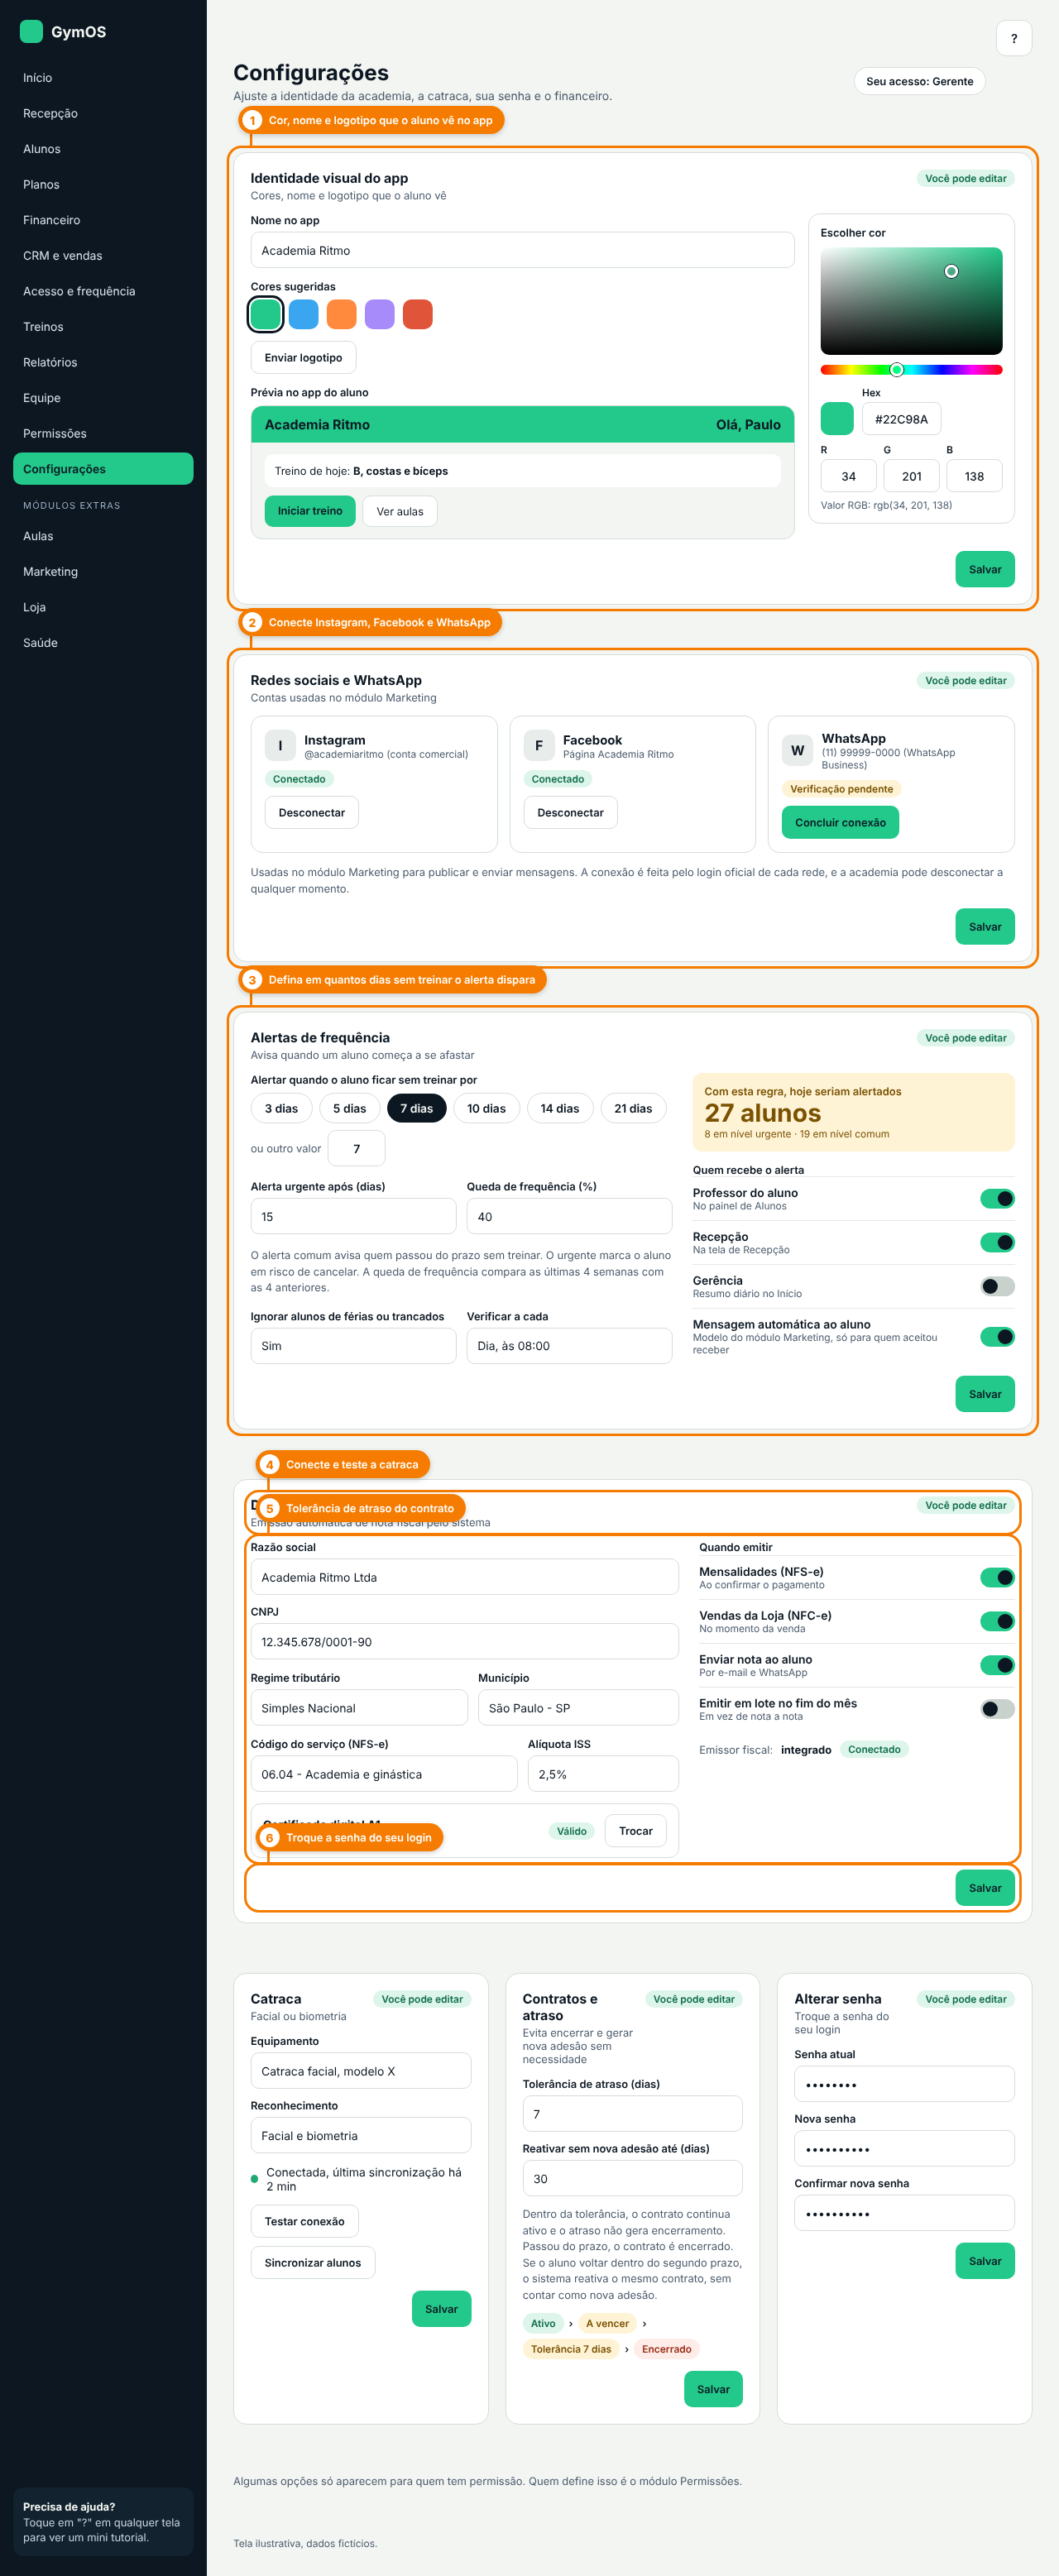 GymOS
Início
Recepção
Alunos
Planos
Financeiro
CRM e vendas
Acesso e frequência
Treinos
Relatórios
Equipe
Permissões
Configurações
MÓDULOS EXTRAS
Aulas
Marketing
Loja
Saúde
Precisa de ajuda?
Toque em "?" em qualquer tela
para ver um mini tutorial.
?
Configurações
Ajuste a identidade da academia, a catraca, sua senha e o financeiro.
Seu acesso: Gerente
1 Cor, nome e logotipo que o aluno vê no app
Identidade visual do app
Cores, nome e logotipo que o aluno vê
Você pode editar
Nome no app
Academia Ritmo
Cores sugeridas
Enviar logotipo
Prévia no app do aluno
Academia Ritmo Olá, Paulo
Treino de hoje: B, costas e bíceps
Iniciar treino Ver aulas
Escolher cor
Hex
#22C98A
R G B
34 201 138
Valor RGB: rgb(34, 201, 138)
Salvar
2 Conecte Instagram, Facebook e WhatsApp
Redes sociais e WhatsApp
Contas usadas no módulo Marketing
Você pode editar
I
Instagram
@academiaritmo (conta comercial)
Conectado
Desconectar
F
Facebook
Página Academia Ritmo
Conectado
Desconectar
W
WhatsApp
(11) 99999-0000 (WhatsApp
Business)
Verificação pendente
Concluir conexão
Usadas no módulo Marketing para publicar e enviar mensagens. A conexão é feita pelo login oficial de cada rede, e a academia pode desconectar a
qualquer momento.
Salvar
3 Defina em quantos dias sem treinar o alerta dispara
Alertas de frequência
Avisa quando um aluno começa a se afastar
Você pode editar
Alertar quando o aluno ficar sem treinar por
3 dias 5 dias 7 dias 10 dias 14 dias 21 dias
ou outro valor 7
Alerta urgente após (dias) Queda de frequência (%)
15 40
O alerta comum avisa quem passou do prazo sem treinar. O urgente marca o aluno
em risco de cancelar. A queda de frequência compara as últimas 4 semanas com
as 4 anteriores.
Ignorar alunos de férias ou trancados Verificar a cada
Sim Dia, às 08:00
Com esta regra, hoje seriam alertados
27 alunos
8 em nível urgente · 19 em nível comum
Quem recebe o alerta
Professor do aluno
No painel de Alunos
Recepção
Na tela de Recepção
Gerência
Resumo diário no Início
Mensagem automática ao aluno
Modelo do módulo Marketing, só para quem aceitou
receber
Salvar
4 Conecte e teste a catraca
5 Tolerância de atraso do contrato
Emissão automática de nota fiscal pelo sistema
Você pode editar
Razão social
Academia Ritmo Ltda
CNPJ
12.345.678/0001-90
Regime tributário Município
Simples Nacional São Paulo - SP
Código do serviço (NFS-e) Alíquota ISS
06.04 - Academia e ginástica 2,5%
Válido Trocar
Quando emitir
Mensalidades (NFS-e)
Ao confirmar o pagamento
Vendas da Loja (NFC-e)
No momento da venda
Enviar nota ao aluno
Por e-mail e WhatsApp
Emitir em lote no fim do mês
Em vez de nota a nota
Emissor fiscal: integrado Conectado
6 Troque a senha do seu login
Salvar
Catraca
Facial ou biometria
Você pode editar
Equipamento
Catraca facial, modelo X
Reconhecimento
Facial e biometria
Conectada, última sincronização há
2 min
Testar conexão
Sincronizar alunos
Salvar
Contratos e
atraso
Evita encerrar e gerar
nova adesão sem
necessidade
Você pode editar
Tolerância de atraso (dias)
7
Reativar sem nova adesão até (dias)
30
Dentro da tolerância, o contrato continua
ativo e o atraso não gera encerramento.
Passou do prazo, o contrato é encerrado.
Se o aluno voltar dentro do segundo prazo,
o sistema reativa o mesmo contrato, sem
contar como nova adesão.
Ativo › A vencer ›
Tolerância 7 dias › Encerrado
Salvar
Alterar senha
Troque a senha do
seu login
Você pode editar
Senha atual
••••••••
Nova senha
••••••••••
Confirmar nova senha
••••••••••
Salvar
Algumas opções só aparecem para quem tem permissão. Quem define isso é o módulo Permissões.
Tela ilustrativa, dados fictícios.